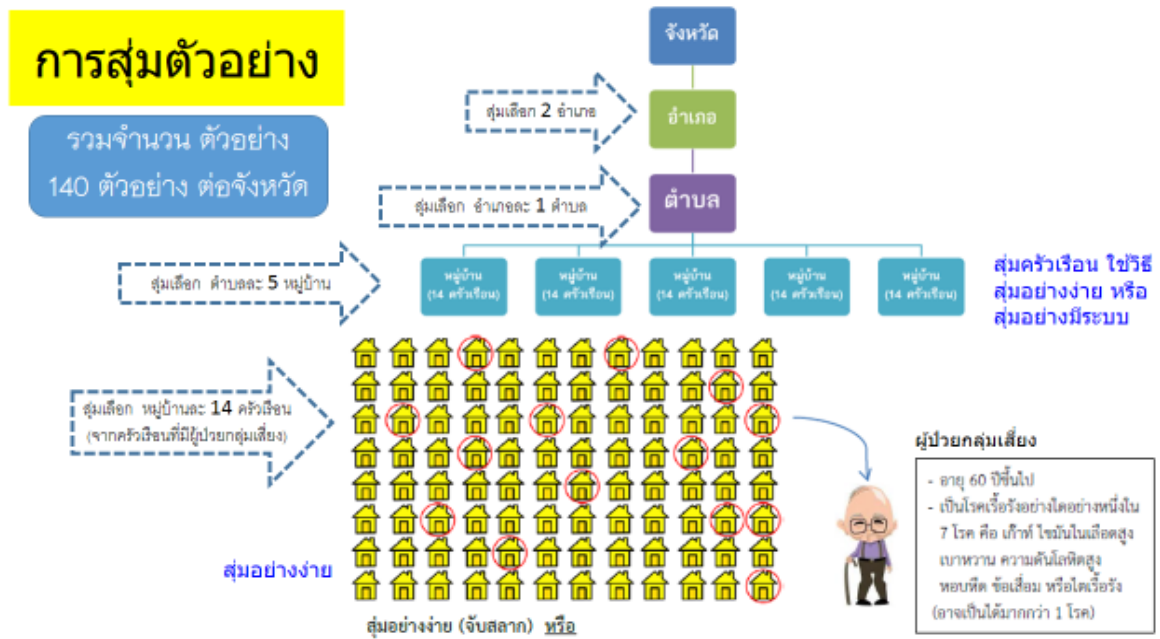 การสุ่มตัวอย่าง
รวมจำนวน ตัวอย่าง
140 ตัวอย่าง ต่อจังหวัด
จังหวัด
สุ่มเลือก 2 อำเภอ
อำเภอ
สุ่มเลือก อำเภอละ 1 ตำบล
ตำบล
สุ่มเลือก ตำบลละ 5 หมู่บ้าน
หมู่บ้าน
(14 ครัวเรือน)
หมู่บ้าน
(14 ครัวเรือน)
หมู่บ้าน
(14 ครัวเรือน)
หมู่บ้าน
(14 ครัวเรือน)
หมู่บ้าน
(14 ครัวเรือน)
สุ่มครัวเรือน ใช้วิธี
สุ่มอย่างง่าย หรือ
สุ่มอย่างมีระบบ
สุ่มเลือก หมู่บ้านละ 14 ครัวเรือน
(จากครัวเรือนที่มีผู้ป่วยกลุ่มเสี่ยง)
ผู้ป่วยกลุ่มเสี่ยง
- อายุ 60 ปีขึ้นไป
- เป็นโรคเรื้อรังอย่างใดอย่างหนึ่งใน
7 โรค คือ เก๊าท์ ไขมันในเลือดสูง
เบาหวาน ความดันโลหิตสูง
หอบหืด ข้อเสื่อม หรือไตเรื้อรัง
(อาจเป็นได้มากกว่า 1 โรค)
สุ่มอย่างง่าย
สุ่มอย่างง่าย (จับสลาก) หรือ